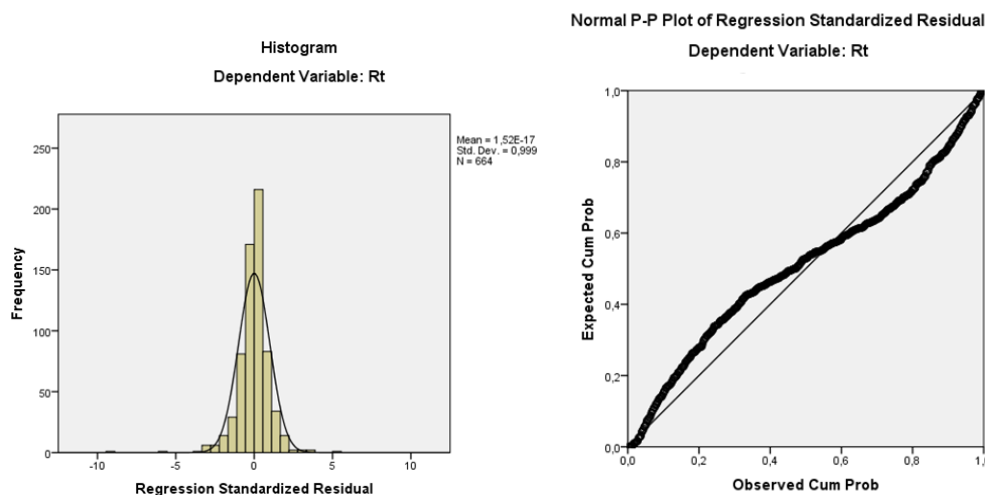 Histogram
Dependent Variable: Rt
Mean = 1,52E-17
Std. Dev. = 0,999
N = 664
250
200
150
100
50
0
Frequency
-10
-5
0
5
10
Regression Standardized Residual
Normal P-P Plot of Regression Standardized Residual
Dependent Variable: Rt
1,0
0,8
0,6
0,4
0,2
0,0
Expected Cum Prob
0,0
0,2
0,4
0,6
0,8
1,0
Observed Cum Prob